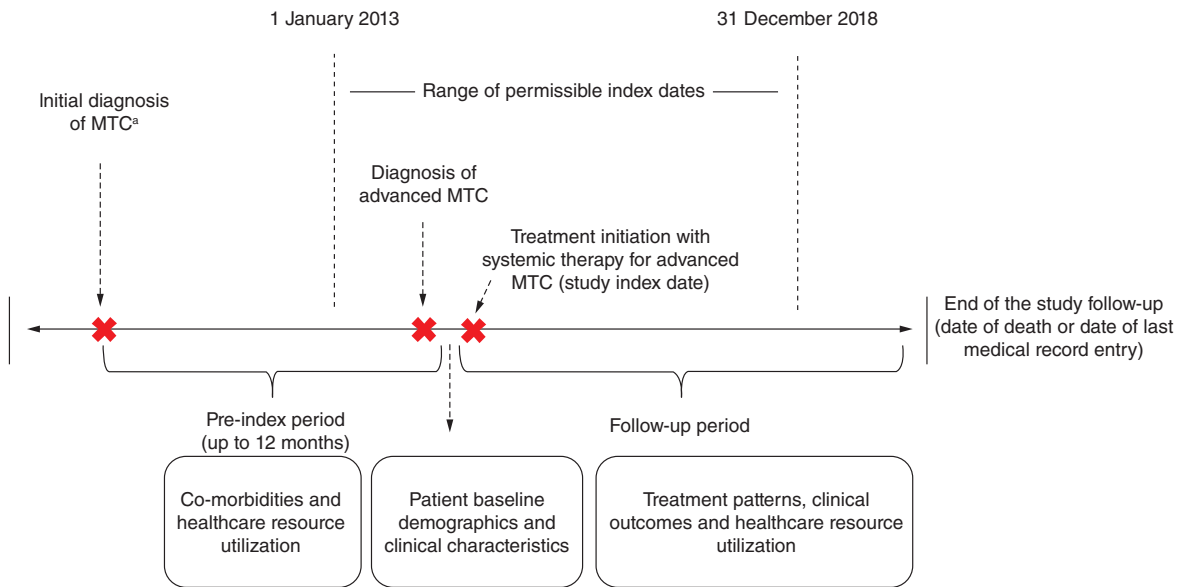 1 January 2013
31 December 2018
Range of permissible index dates
Initial diagnosis
of MTCᵃ
Diagnosis of
advanced MTC
Treatment initiation with
systemic therapy for advanced
MTC (study index date)
End of the study follow-up
(date of death or date of last
medical record entry)
Pre-index period
(up to 12 months)
Follow-up period
Co-morbidities and
healthcare resource
utilization
Patient baseline
demographics and
clinical characteristics
Treatment patterns, clinical
outcomes and healthcare resource
utilization